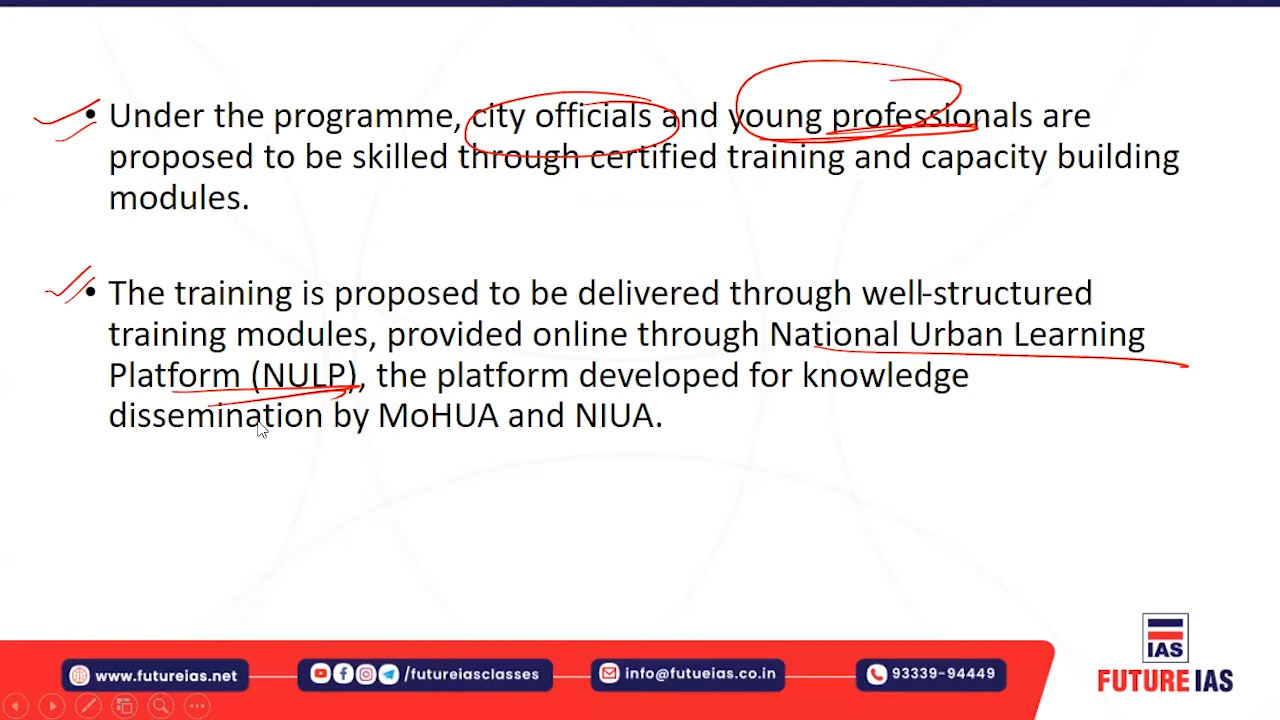 • Under the programme, city officials and young professionals are
proposed to be skilled through certified training and capacity building
modules.
• The training is proposed to be delivered through well-structured
training modules, provided online through National Urban Learning
Platform (NULP), the platform developed for knowledge
dissemination by MoHUA and NIUA.
IAS
FUTURE IAS
www.futureias.net
/futureiasclasses
info@futueias.co.in
93339-94449